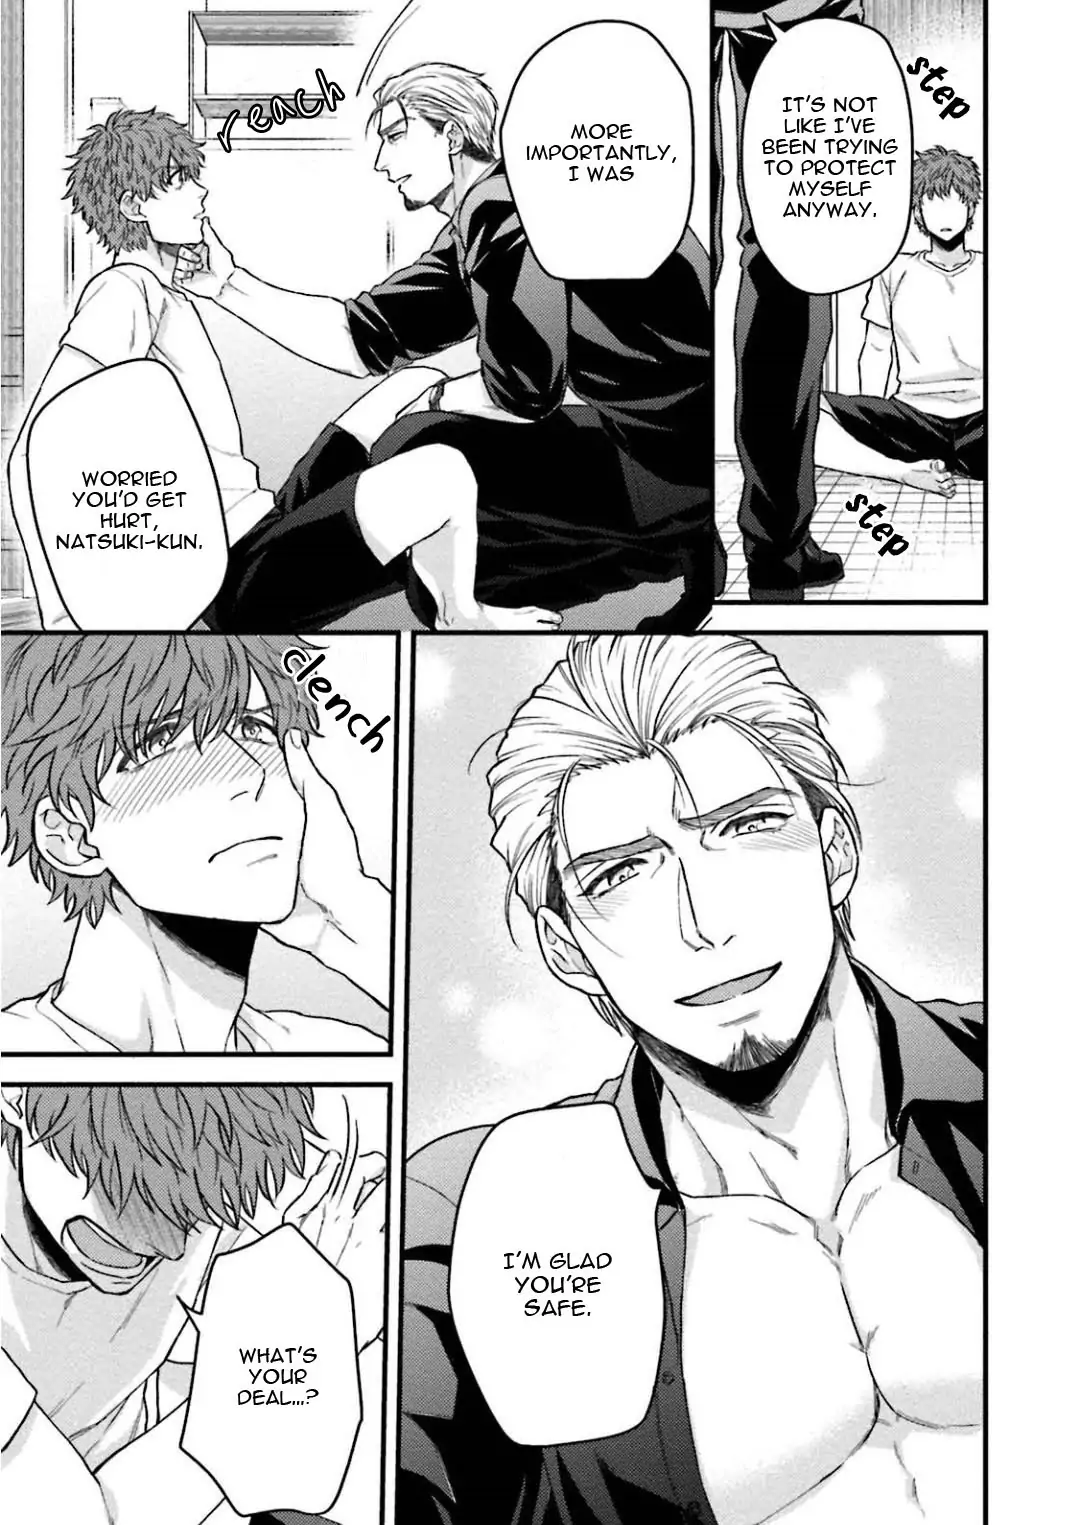 step
IT'S NOT
LIKE I'VE
BEEN TRYING
TO PROTECT
MYSELF
ANYWAY.
step
MORE
IMPORTANTLY,
I WAS
reach
WORRIED
YOU'D GET
HURT,
NATSUKI-KUN.
I'M GLAD
YOU'RE
SAFE.
clench
WHAT'S
YOUR
DEAL...?